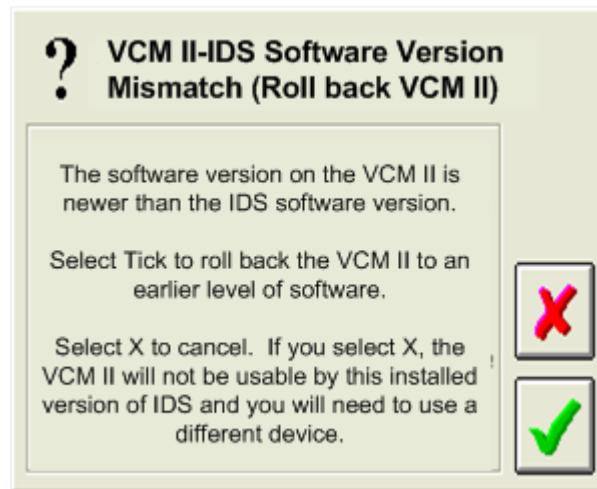 ?
VCM II-IDS Software Version
Mismatch (Roll back VCM II)
The software version on the VCM II is
newer than the IDS software version.
Select Tick to roll back the VCM II to an
earlier level of software.
Select X to cancel.  If you select X, the
VCM II will not be usable by this installed
version of IDS and you will need to use a
different device.